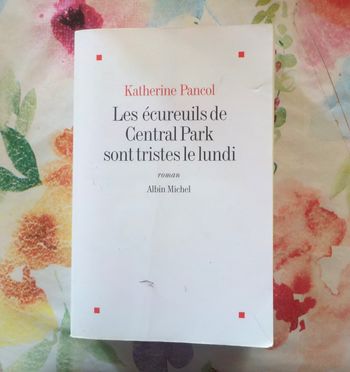 Katherine Pancol
Les écureuils de
Central Park
sont tristes le lundi
roman
Albin Michel